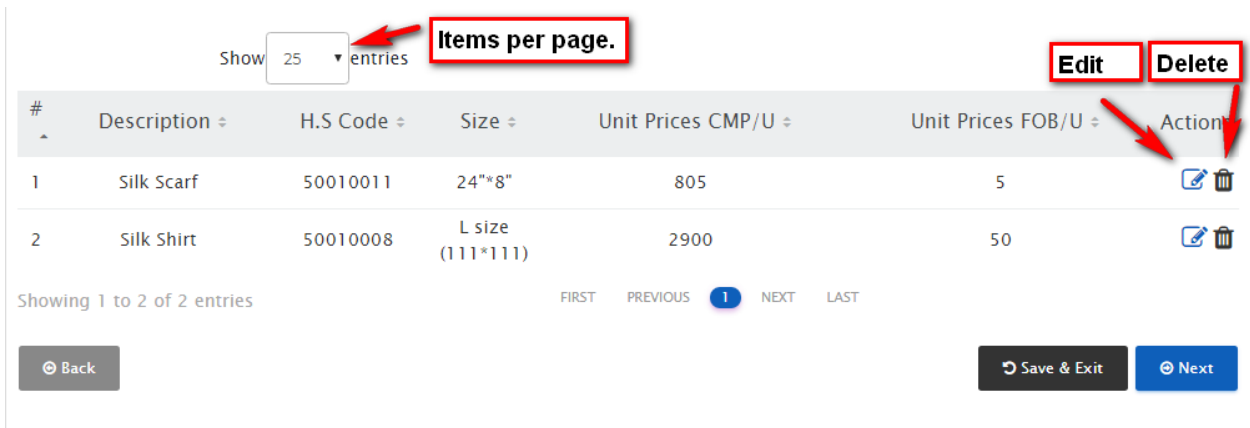 Items per page.
Show 25 entries
Edit Delete
# Description H.S Code Size Unit Prices CMP/U Unit Prices FOB/U Action
1 Silk Scarf 50010011 24"*8" 805 5
2 Silk Shirt 50010008 L size (111*111) 2900 50
Showing 1 to 2 of 2 entries FIRST PREVIOUS 1 NEXT LAST
Back Save & Exit Next